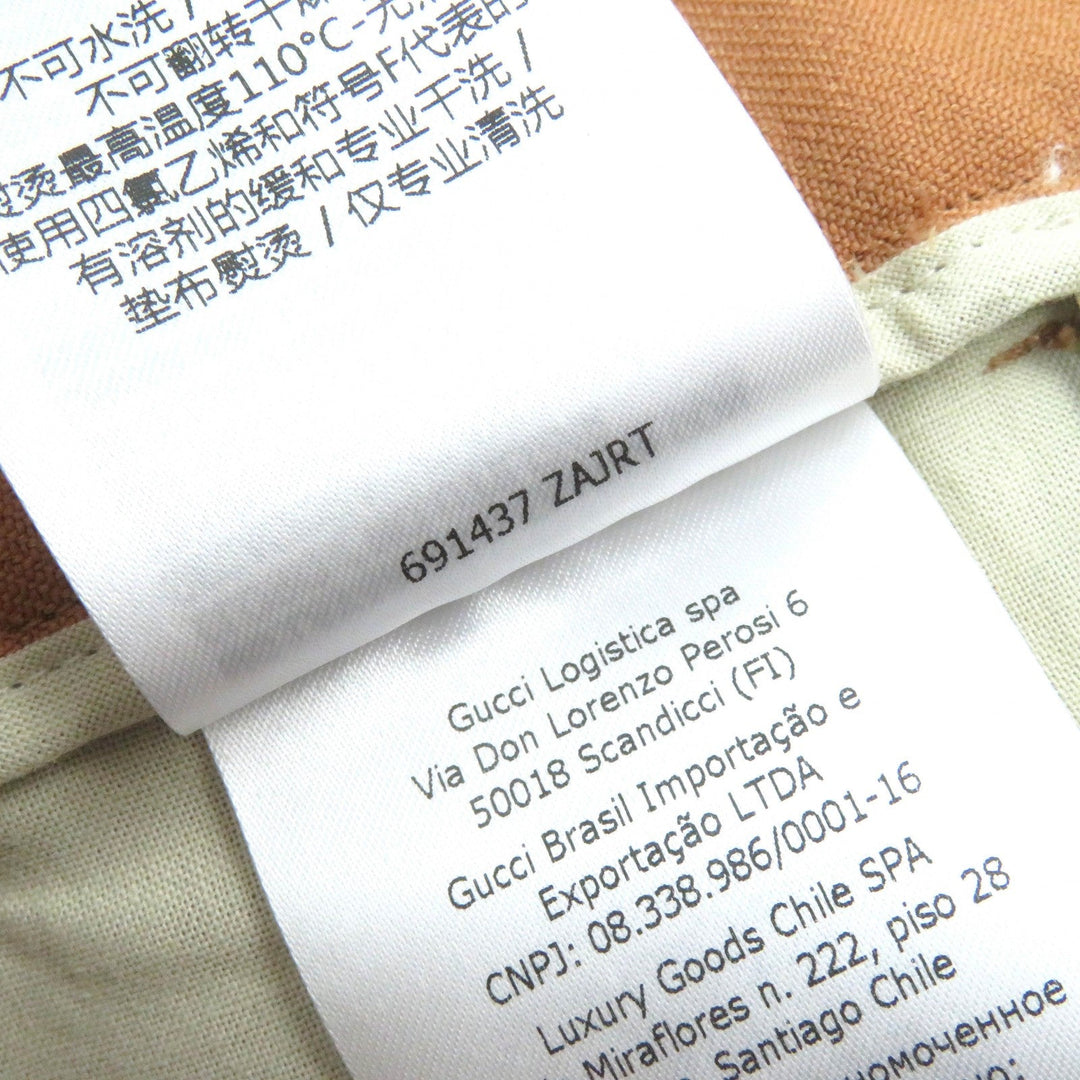 不可水洗 /
不可翻转干燥
熨烫最高温度110°C-无
使用四氯乙烯和符号F代表的
有溶剂的缓和专业干洗 /
垫布熨烫 / 仅专业清洗
691437 ZAJRT
Gucci Logistica spa
Via Don Lorenzo Perosi 6
50018 Scandicci (FI)
Gucci Brasil Importação e
Exportação LTDA
CNPJ: 08.338.986/0001-16
Luxury Goods Chile SPA
Miraflores n. 222, piso 28
Santiago Chile